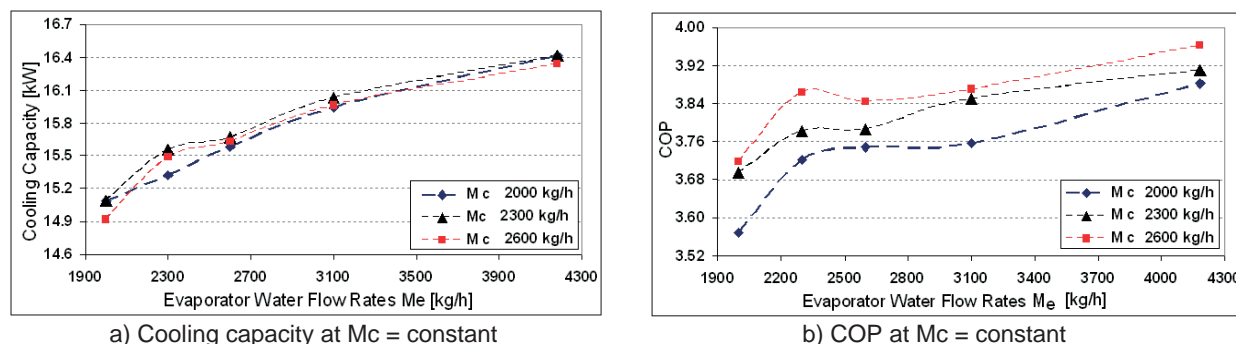 16.7
16.4
16.1
15.8
15.5
15.2
14.9
14.6
Cooling Capacity [kW]
Mc 2000 kg/h
Mc 2300 kg/h
Mc 2600 kg/h
1900 2300 2700 3100 3500 3900 4300
Evaporator Water Flow Rates Me [kg/h]
a) Cooling capacity at Mc = constant
4.00
3.92
3.84
3.76
3.68
3.60
3.52
COP
Mc 2000 kg/h
Mc 2300 kg/h
Mc 2600 kg/h
1900 2200 2500 2800 3100 3400 3700 4000 4300
Evaporator Water Flow Rates Me [kg/h]
b) COP at Mc = constant